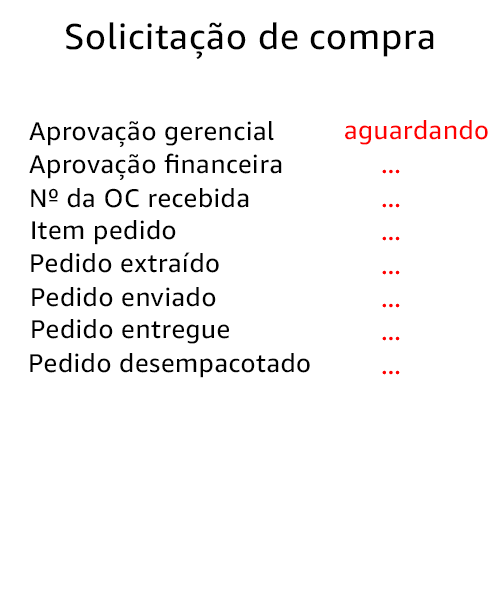 Solicitação de compra
Aprovação gerencial aguardando
Aprovação financeira ...
Nº da OC recebida ...
Item pedido ...
Pedido extraído ...
Pedido enviado ...
Pedido entregue ...
Pedido desempacotado ...